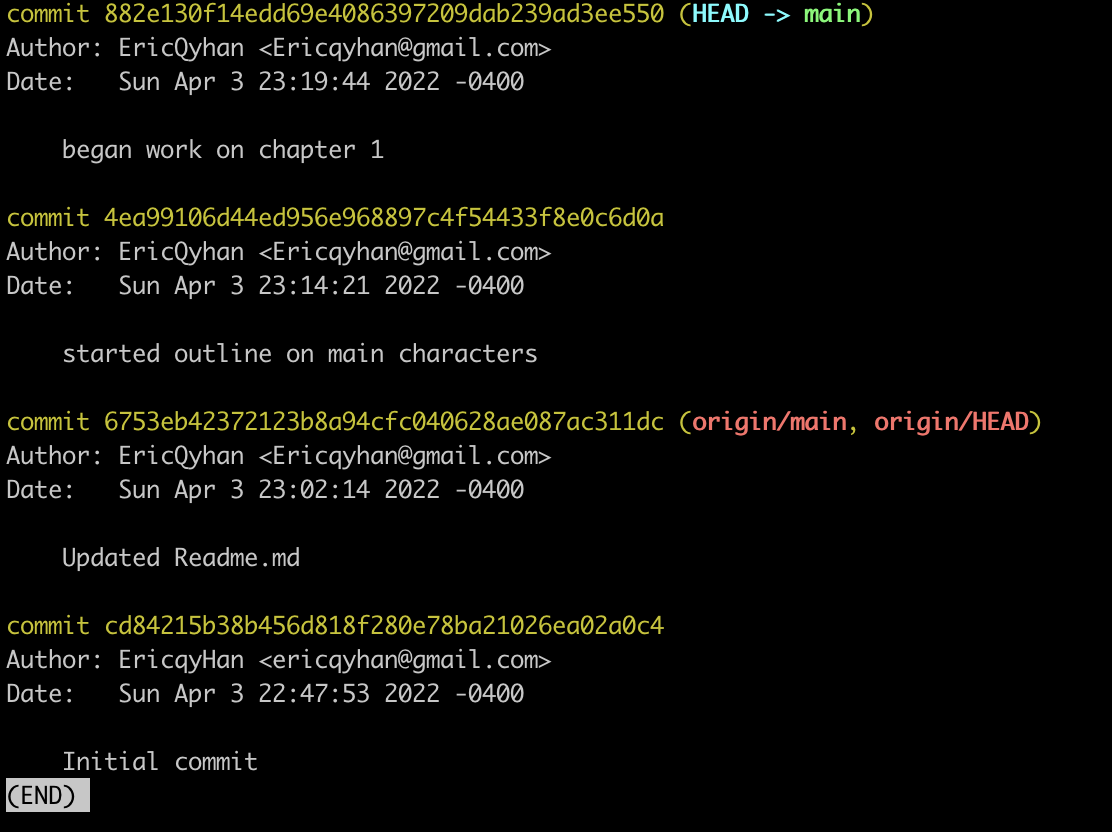 commit 882e130f14edd69e4086397209dab239ad3ee550 (HEAD -> main)
Author: EricQyhan <Ericqyhan@gmail.com>
Date:   Sun Apr 3 23:19:44 2022 -0400
began work on chapter 1
commit 4ea99106d44ed956e968897c4f54433f8e0c6d0a
Author: EricQyhan <Ericqyhan@gmail.com>
Date:   Sun Apr 3 23:14:21 2022 -0400
started outline on main characters
commit 6753eb42372123b8a94cfc040628ae087ac311dc (origin/main, origin/HEAD)
Author: EricQyhan <Ericqyhan@gmail.com>
Date:   Sun Apr 3 23:02:14 2022 -0400
Updated Readme.md
commit cd84215b38b456d818f280e78ba21026ea02a0c4
Author: EricqyHan <ericqyhan@gmail.com>
Date:   Sun Apr 3 22:47:53 2022 -0400
Initial commit
(END)